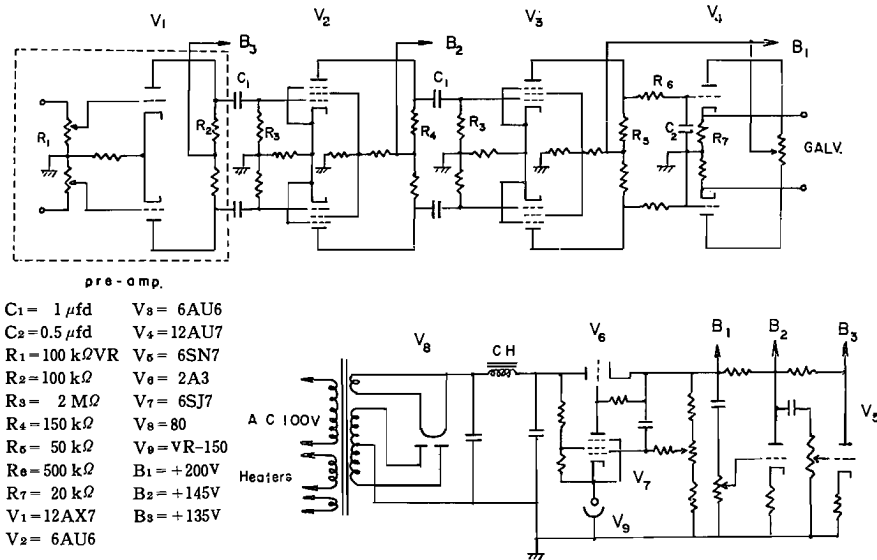 V1
V2
V3
V4
B3
B2
B1
C1
C1
R6
R1
R2
R3
R4
R3
R5
C2
R7
GALV.
pre-amp.
C1= 1 μfd V3= 6AU6
C2=0.5 μfd V4=12AU7
R1=100 kΩVR V5= 6SN7
R2=100 kΩ V6= 2A3
R3= 2 MΩ V7= 6SJ7
R4=150 kΩ V8= 80
R5= 50 kΩ V9=VR-150
R6=500 kΩ B1=+200V
R7= 20 kΩ B2=+145V
V1=12AX7 B3=+135V
V2= 6AU6
V8
CH
V6
B1
B2
B3
AC 100V
V5
Heaters
V7
V9